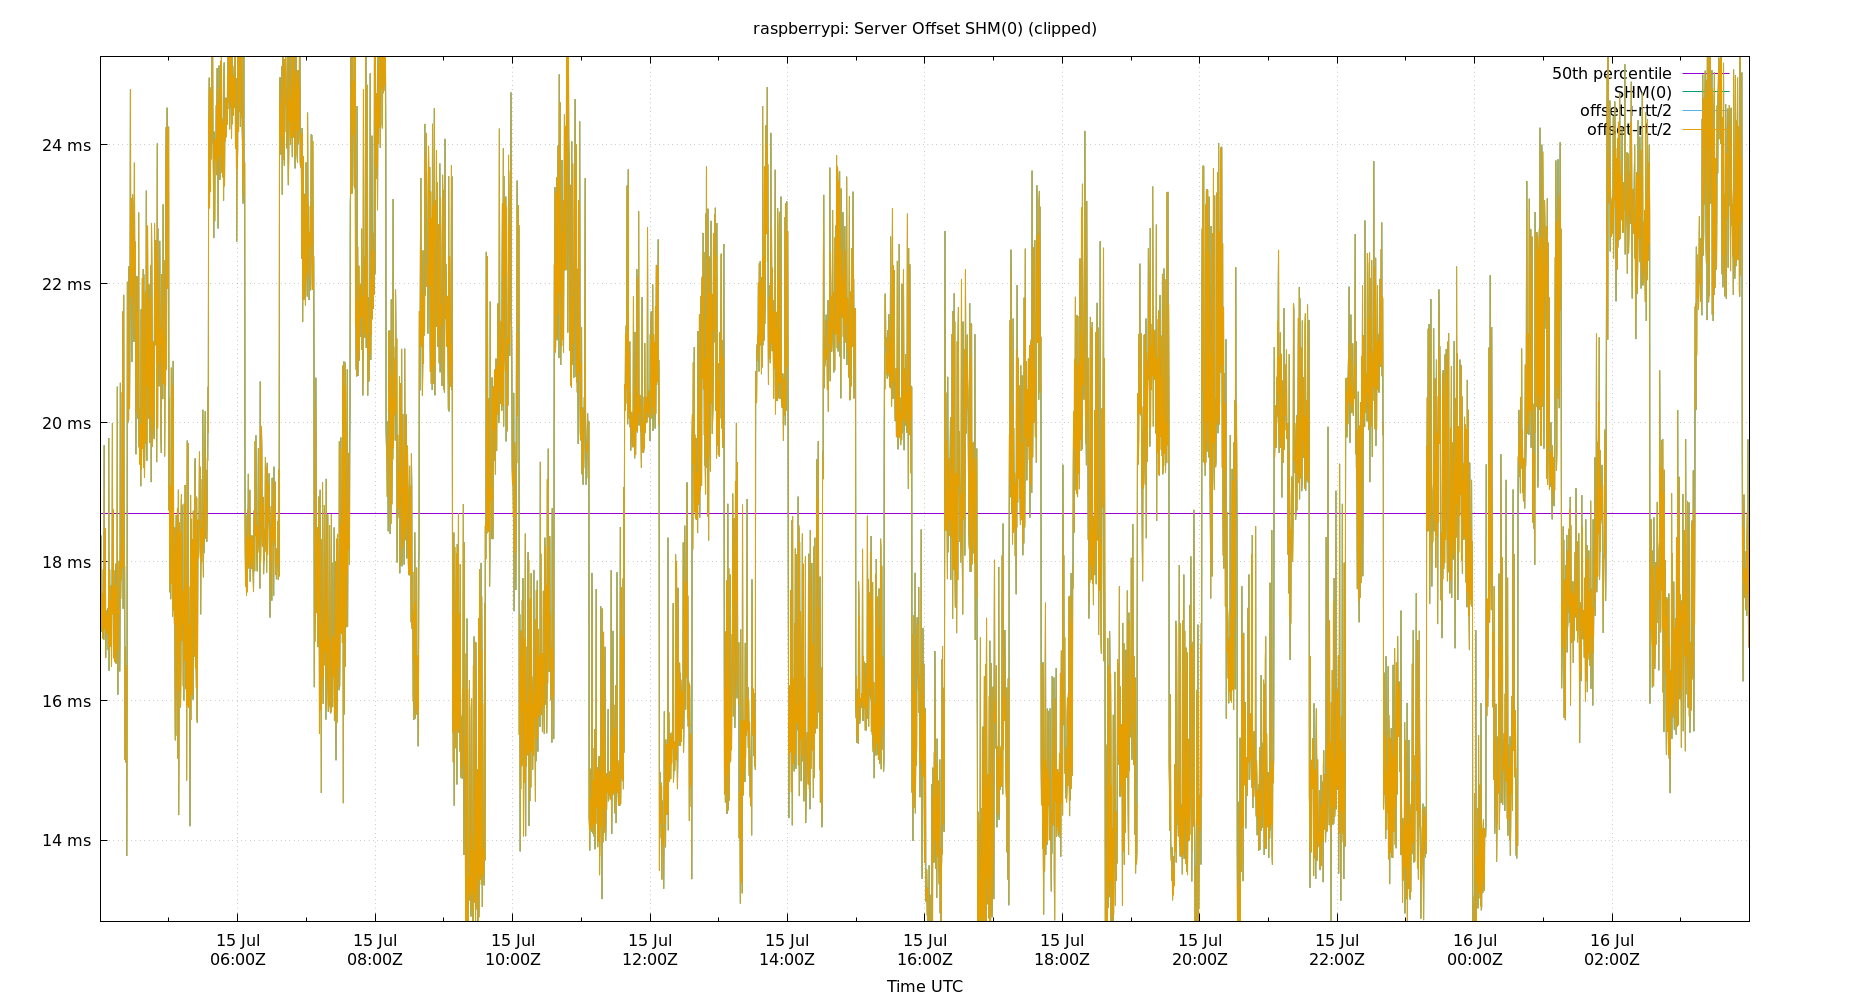 raspberrypi: Server Offset SHM(0) (clipped)
50th percentile
SHM(0)
offset+rtt/2
offset-rtt/2
24 ms
22 ms
20 ms
18 ms
16 ms
14 ms
15 Jul
06:00Z
15 Jul
08:00Z
15 Jul
10:00Z
15 Jul
12:00Z
15 Jul
14:00Z
15 Jul
16:00Z
15 Jul
18:00Z
15 Jul
20:00Z
15 Jul
22:00Z
16 Jul
00:00Z
16 Jul
02:00Z
Time UTC